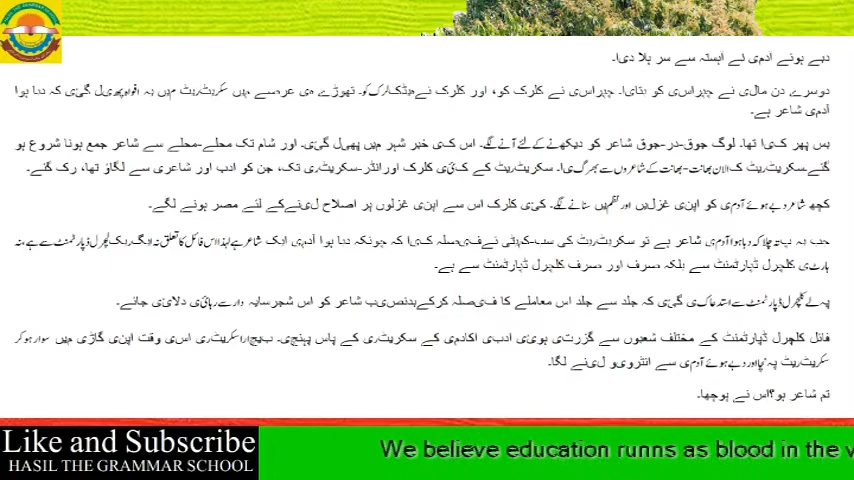 دبے ہوئے آدمی نے آہستہ سے سر ہلا دیا۔
دوسرے دن مالی نے چپراسی کو بتایا۔ چپراسی نے کلرک کو، اور کلرک نے ہیڈکلرک کو۔ تھوڑے ہی عرصے میں سکریٹریٹ میں یہ افواہ پھیل گئی کہ دبا ہوا
آدمی شاعر ہے۔
بس پھر کیا تھا۔ لوگ جوق-در-جوق شاعر کو دیکھنے کے لئے آنے لگے۔ اس کی خبر شہر میں پھیل گئی۔ اور شام تک محلے-محلے سے شاعر جمع ہونا شروع ہو
گئے۔سکریٹریٹ کا لان بھانت-بھانت کے شاعروں سے بھر گیا۔ سکریٹریٹ کے کئی کلرک اورانڈر-سکریٹری تک، جن کو ادب اور شاعری سے لگاؤ تھا، رک گئے۔
کچھ شاعر دبے ہوئے آدمی کو اپنی غزلیں اور نظمیں سنانے لگے۔ کئی کلرک اس سے اپنی غزلوں پر اصلاح لینےکے لئے مصر ہونے لگے۔
جب یہ پتہ چلا کہ دبا ہوا آدمی شاعر ہے تو سکریٹریٹ کی سب-کمیٹی نےفیصلہ کیا کہ چونکہ دبا ہوا آدمی ایک شاعر ہے لہٰذا اس فائل کا تعلق نہ ایگریکلچرل ڈپارٹمنٹ سے ہے، نہ
ہارٹی کلچرل ڈپارٹمنٹ سے بلکہ صرف اور صرف کلچرل ڈپارٹمنٹ سے ہے۔
پہلے کلچرل ڈپارٹمنٹ سے استدعا کی گئی کہ جلد سے جلد اس معاملے کا فیصلہ کرکےبدنصیب شاعر کو اس شجرسایہ دار سے رہائی دلائی جائے۔
فائل کلچرل ڈپارٹمنٹ کے مختلف شعبوں سے گزرتی ہوئی ادبی اکادمی کے سکریٹری کے پاس پہنچی۔ بیچارا سکریٹری اسی وقت اپنی گاڑی میں سوار ہو کر
سکریٹریٹ پہنچا اور دبے ہوئے آدمی سے انٹرویو لینے لگا۔
تم شاعر ہو؟اس نے پوچھا۔
Like and Subscribe
HASIL THE GRAMMAR SCHOOL
We believe education runns as blood in the v